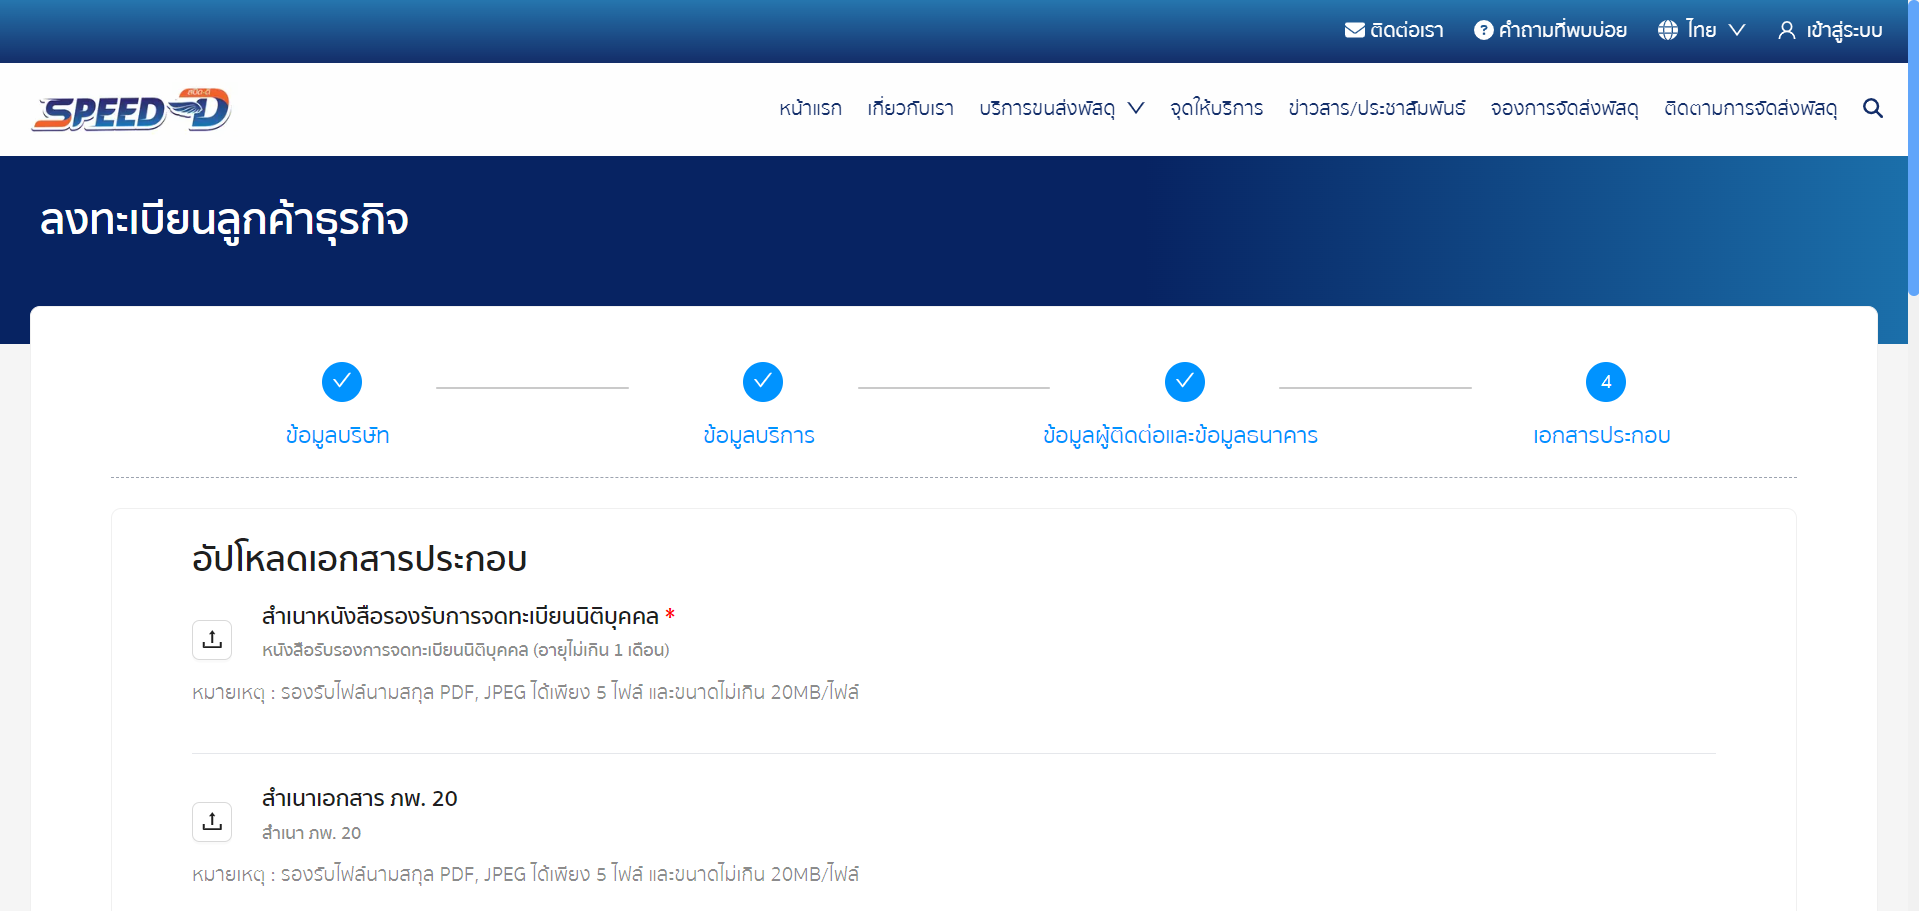 ติดต่อเรา คำถามที่พบบ่อย ไทย เข้าสู่ระบบ
สปีด-ดี
SPEED-D
หน้าแรก เกี่ยวกับเรา บริการขนส่งพัสดุ จุดให้บริการ ข่าวสาร/ประชาสัมพันธ์ จองการจัดส่งพัสดุ ติดตามการจัดส่งพัสดุ
ลงทะเบียนลูกค้าธุรกิจ
4
ข้อมูลบริษัท ข้อมูลบริการ ข้อมูลผู้ติดต่อและข้อมูลธนาคาร เอกสารประกอบ
อัปโหลดเอกสารประกอบ
สำเนาหนังสือรองรับการจดทะเบียนนิติบุคคล *
หนังสือรับรองการจดทะเบียนนิติบุคคล (อายุไม่เกิน 1 เดือน)
หมายเหตุ : รองรับไฟล์นามสกุล PDF, JPEG ได้เพียง 5 ไฟล์ และขนาดไม่เกิน 20MB/ไฟล์
สำเนาเอกสาร ภพ. 20
สำเนา ภพ. 20
หมายเหตุ : รองรับไฟล์นามสกุล PDF, JPEG ได้เพียง 5 ไฟล์ และขนาดไม่เกิน 20MB/ไฟล์